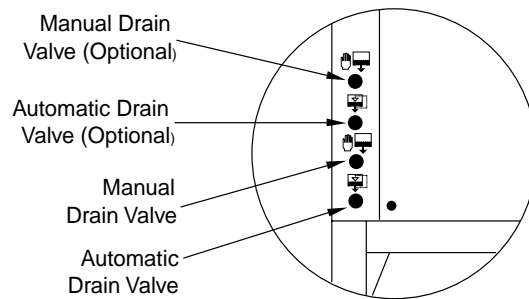 Manual Drain
Valve (Optional)
Automatic Drain
Valve (Optional)
Manual
Drain Valve
Automatic
Drain Valve